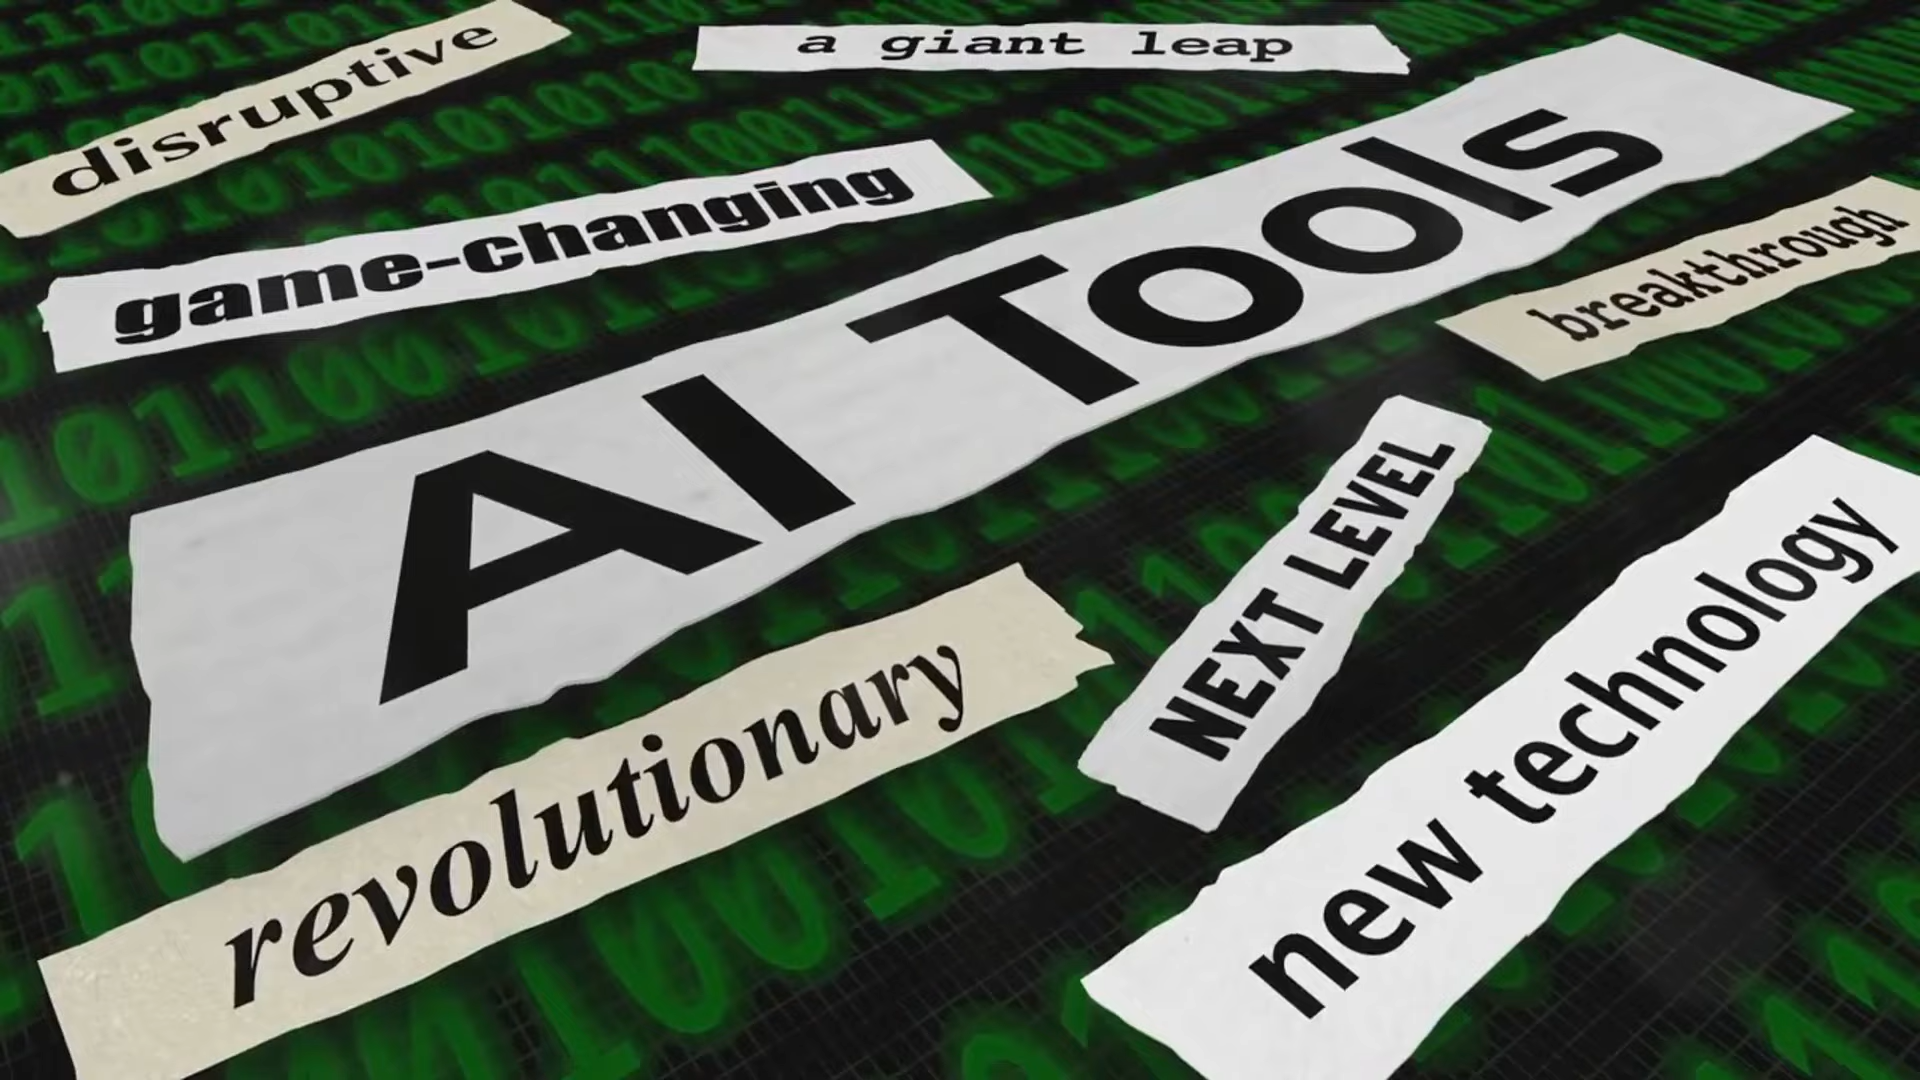 disruptive
a giant leap
game-changing
AI Tools
breakthrough
NEXT LEVEL
revolutionary
new technology